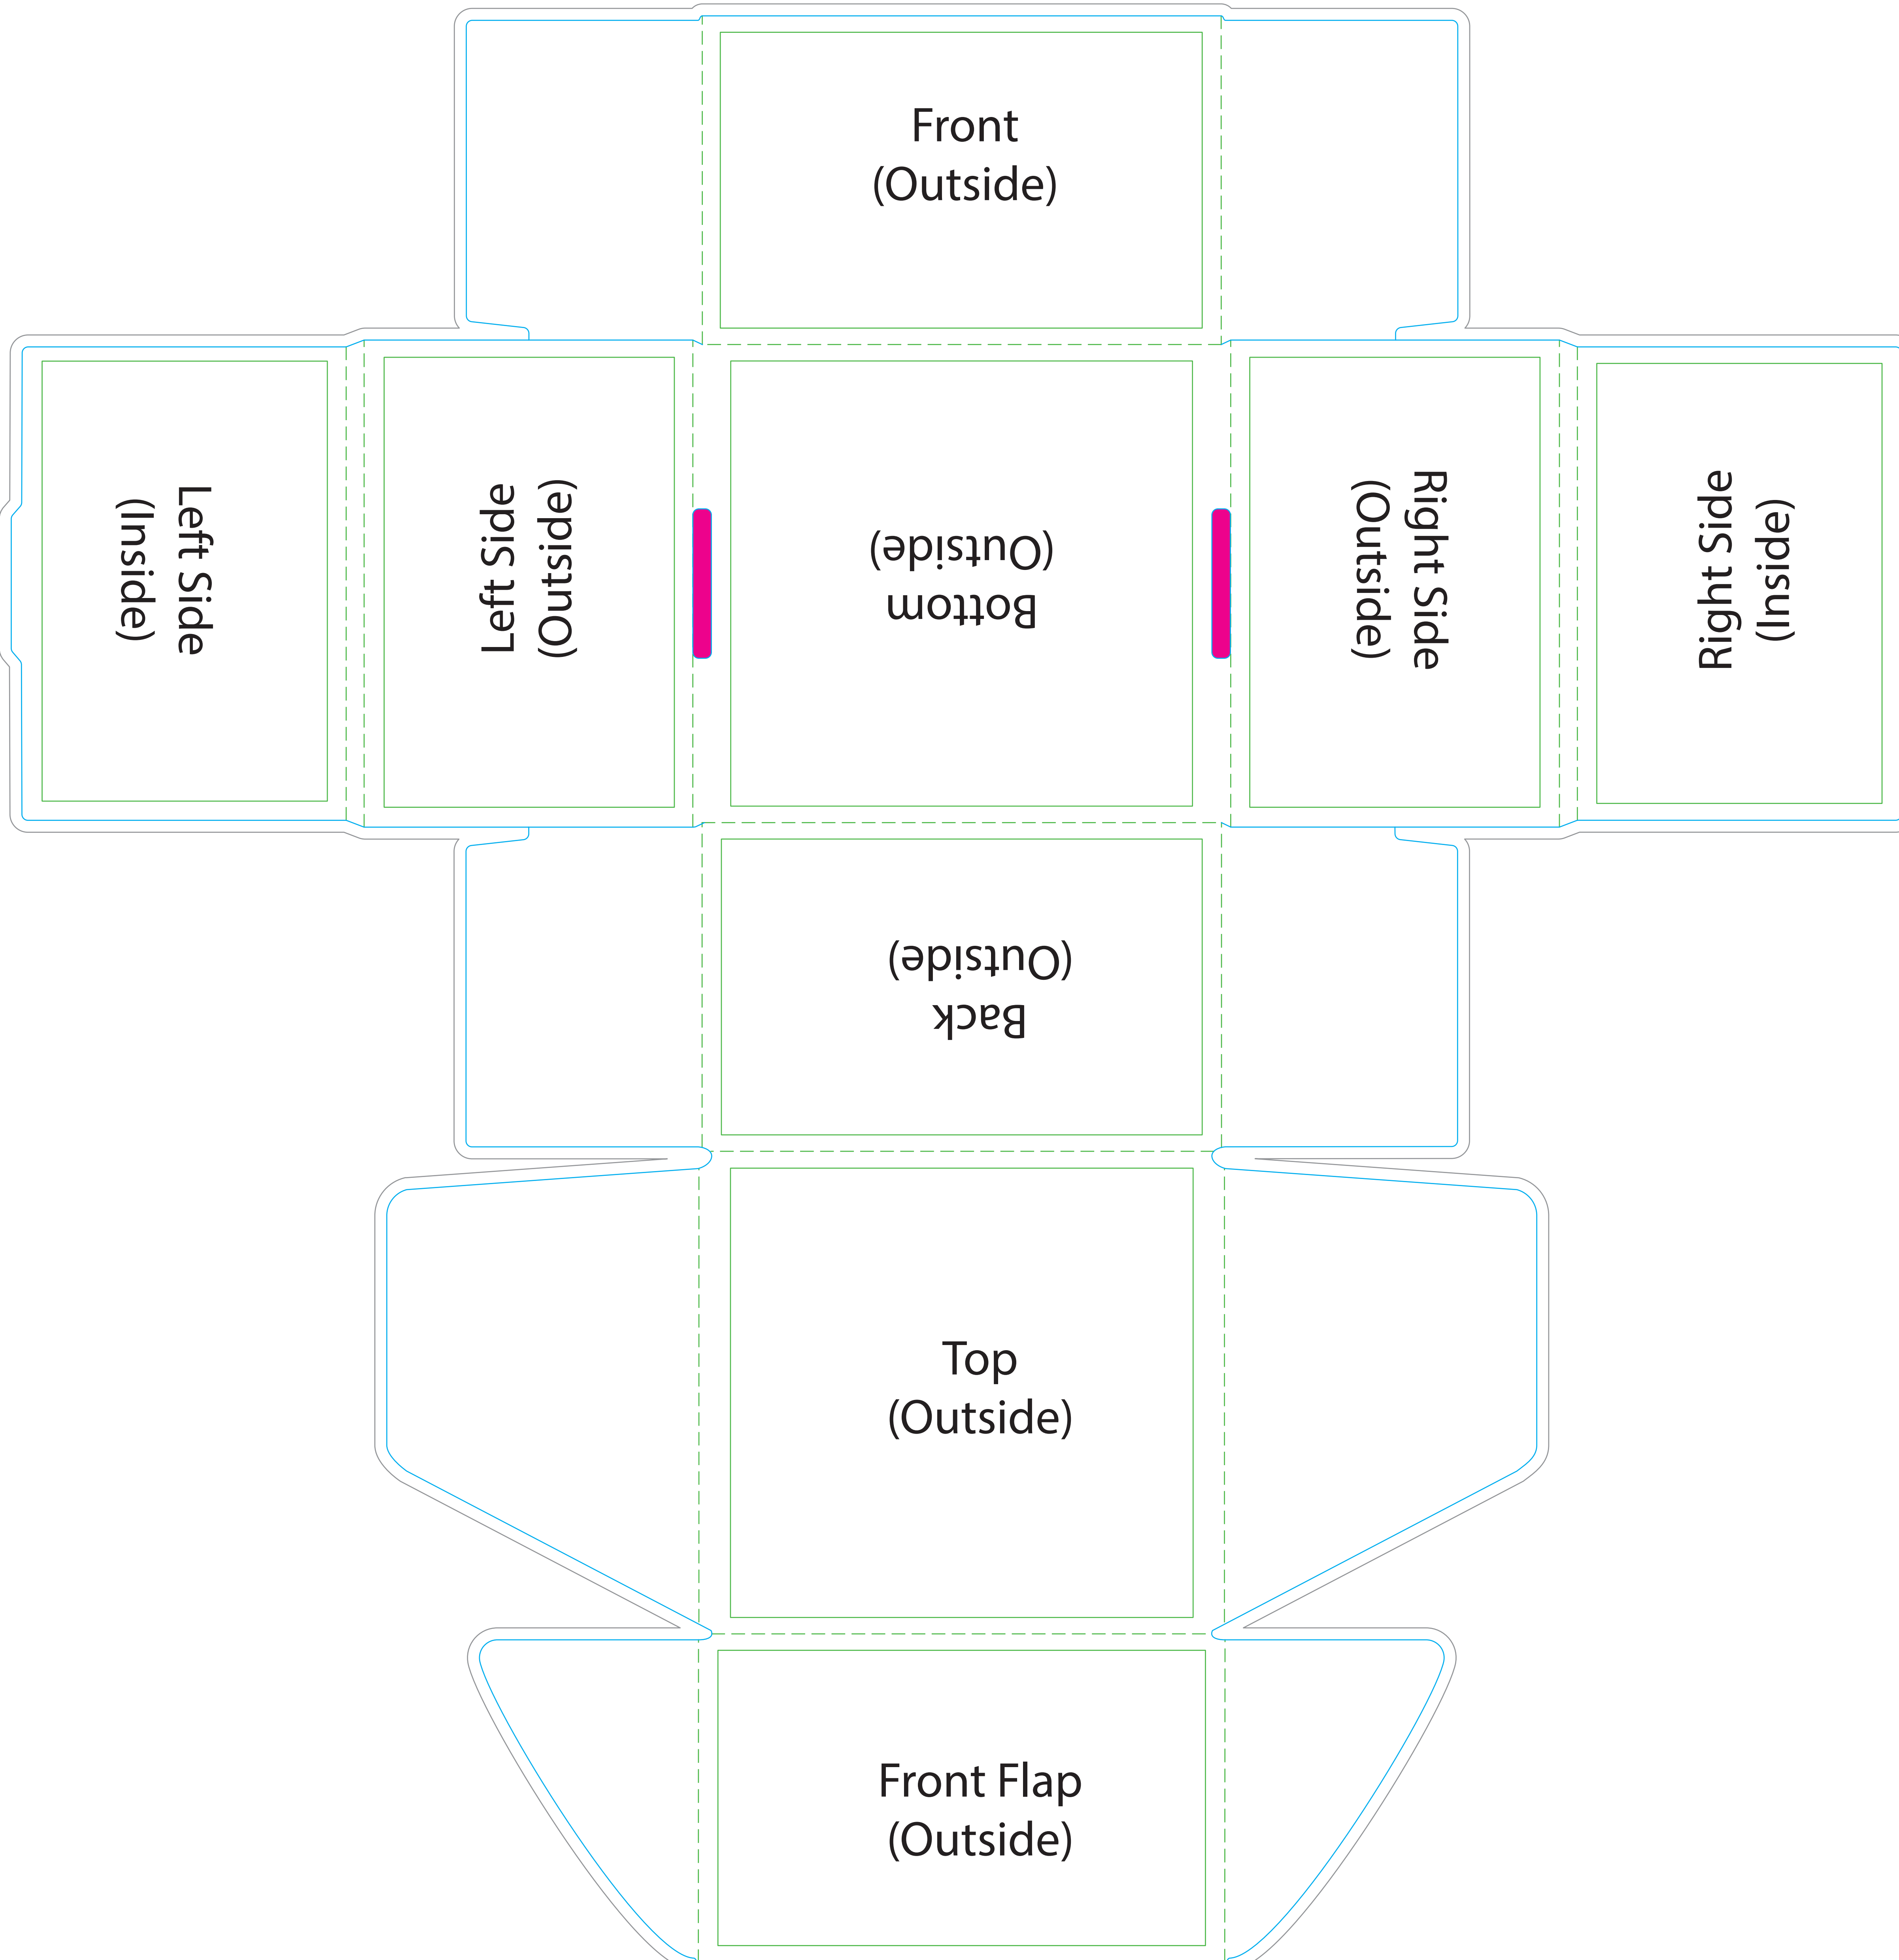 Front
(Outside)
Left Side
(Inside)
Left Side
(Outside)
Bottom
(Outside)
Right Side
(Outside)
Right Side
(Inside)
Back
(Outside)
Top
(Outside)
Front Flap
(Outside)